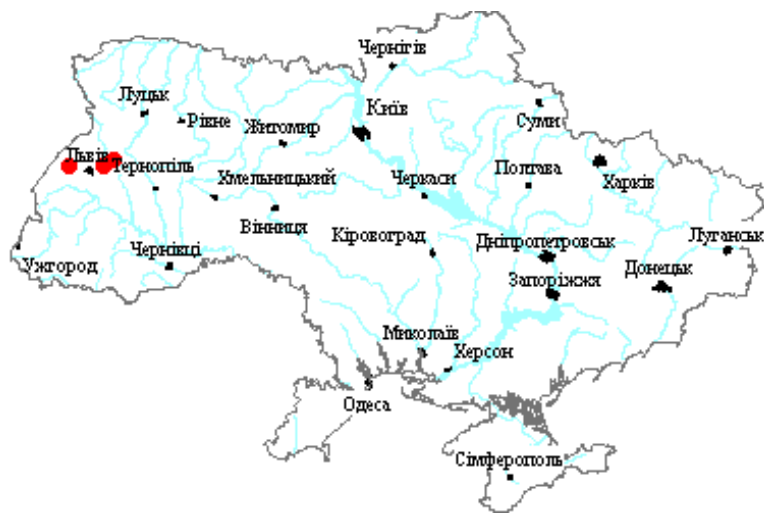 Чернігів
Луцьк
Рівне
Київ
Суми
Житомир
Львів
Тернопіль
Хмельницький
Черкаси
Полтава
Харків
Вінниця
Кіровоград
Дніпропетровськ
Луганськ
Ужгород
Чернівці
Запоріжжя
Донецьк
Миколаїв
Херсон
Одеса
Сімферополь